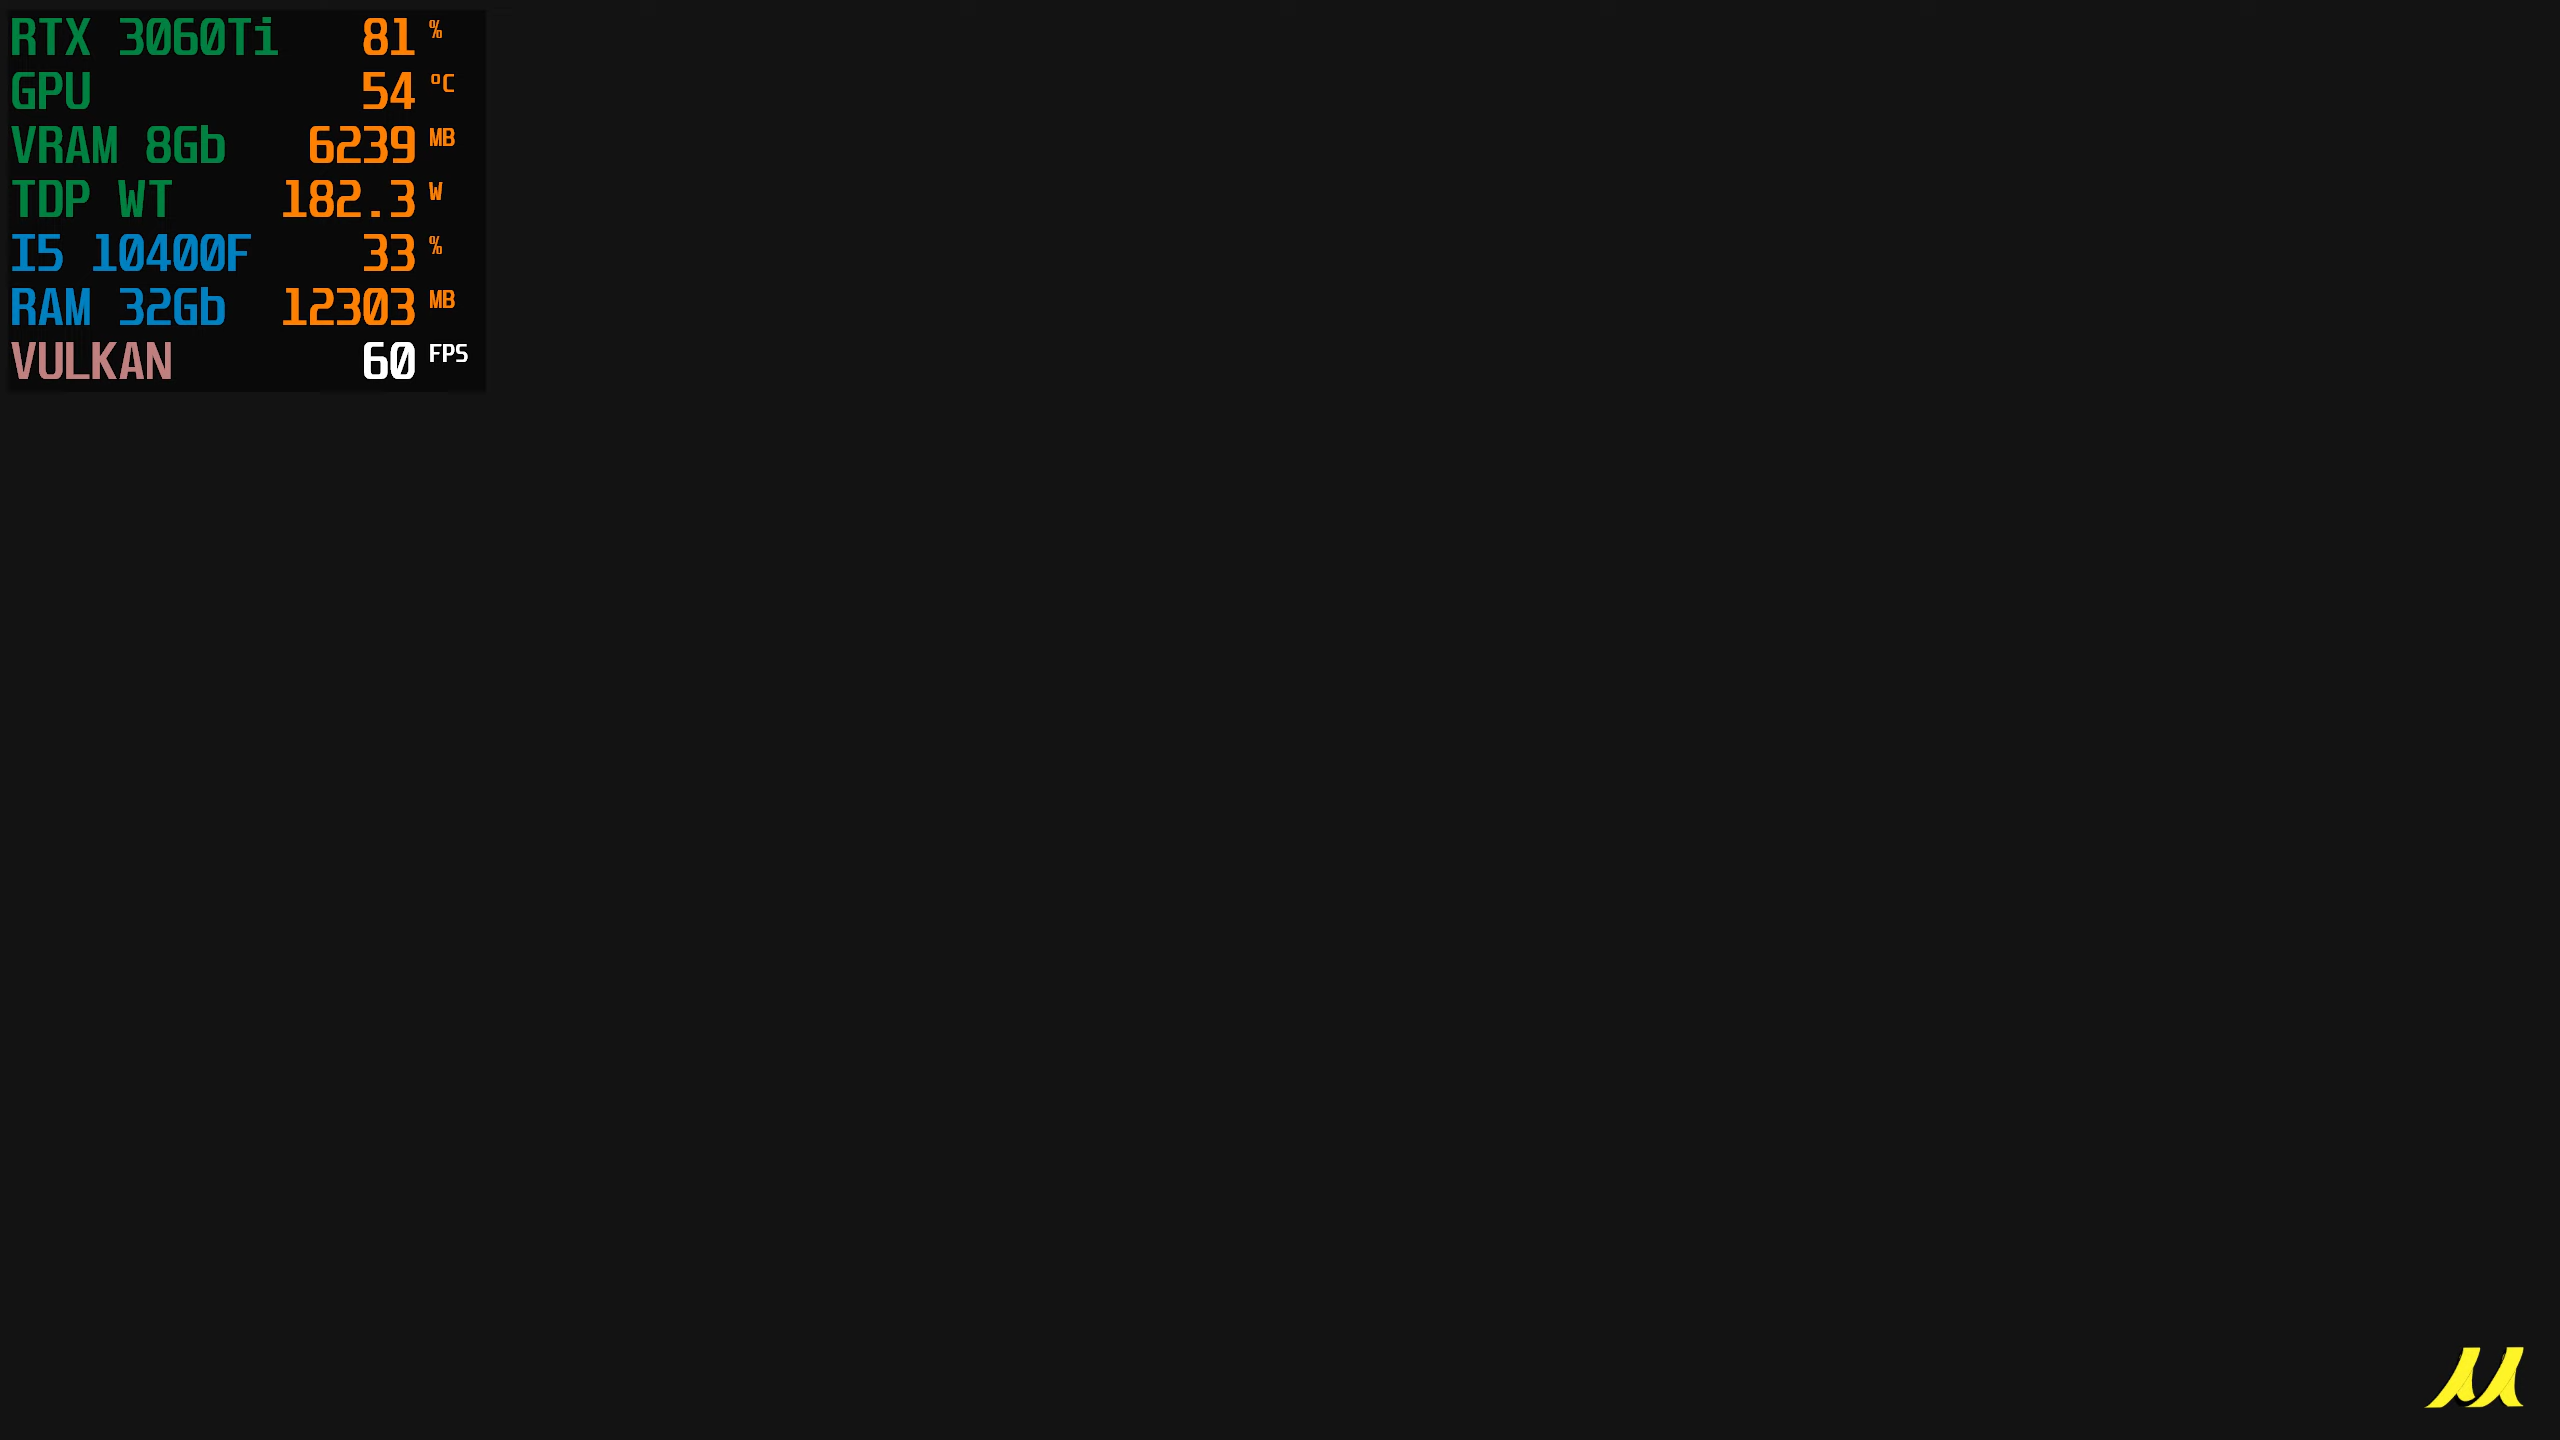 RTX 3060Ti 81 %
GPU 54 °C
VRAM 8Gb 6239 MB
TDP WT 182.3 W
I5 10400F 33 %
RAM 32Gb 12303 MB
VULKAN 60 FPS